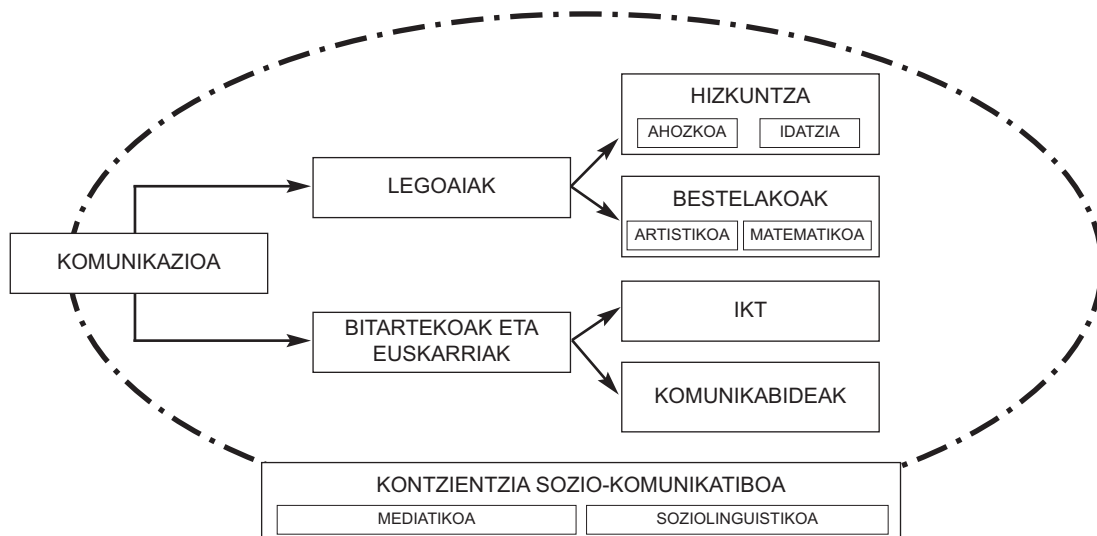 HIZKUNTZA
AHOZKOA
IDATZIA
LEGOAIAK
BESTELAKOAK
ARTISTIKOA
MATEMATIKOA
KOMUNIKAZIOA
BITARTEKOAK ETA
EUSKARRIAK
IKT
KOMUNIKABIDEAK
KONTZIENTZIA SOZIO-KOMUNIKATIBOA
MEDIATIKOA
SOZIOLINGUISTIKOA